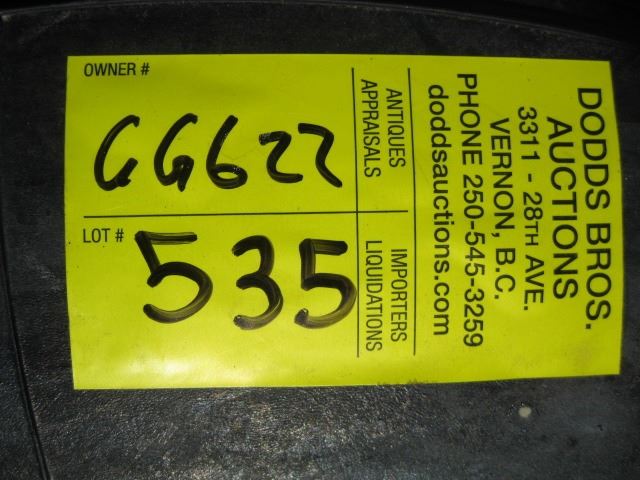 DODDS BROS.
AUCTIONS
3311 - 28TH AVE.
VERNON, B.C.
PHONE 250-545-3259
doddsauctions.com
ANTIQUES
APPRAISALS
IMPORTERS
LIQUIDATIONS
OWNER #
GG622
LOT #
535